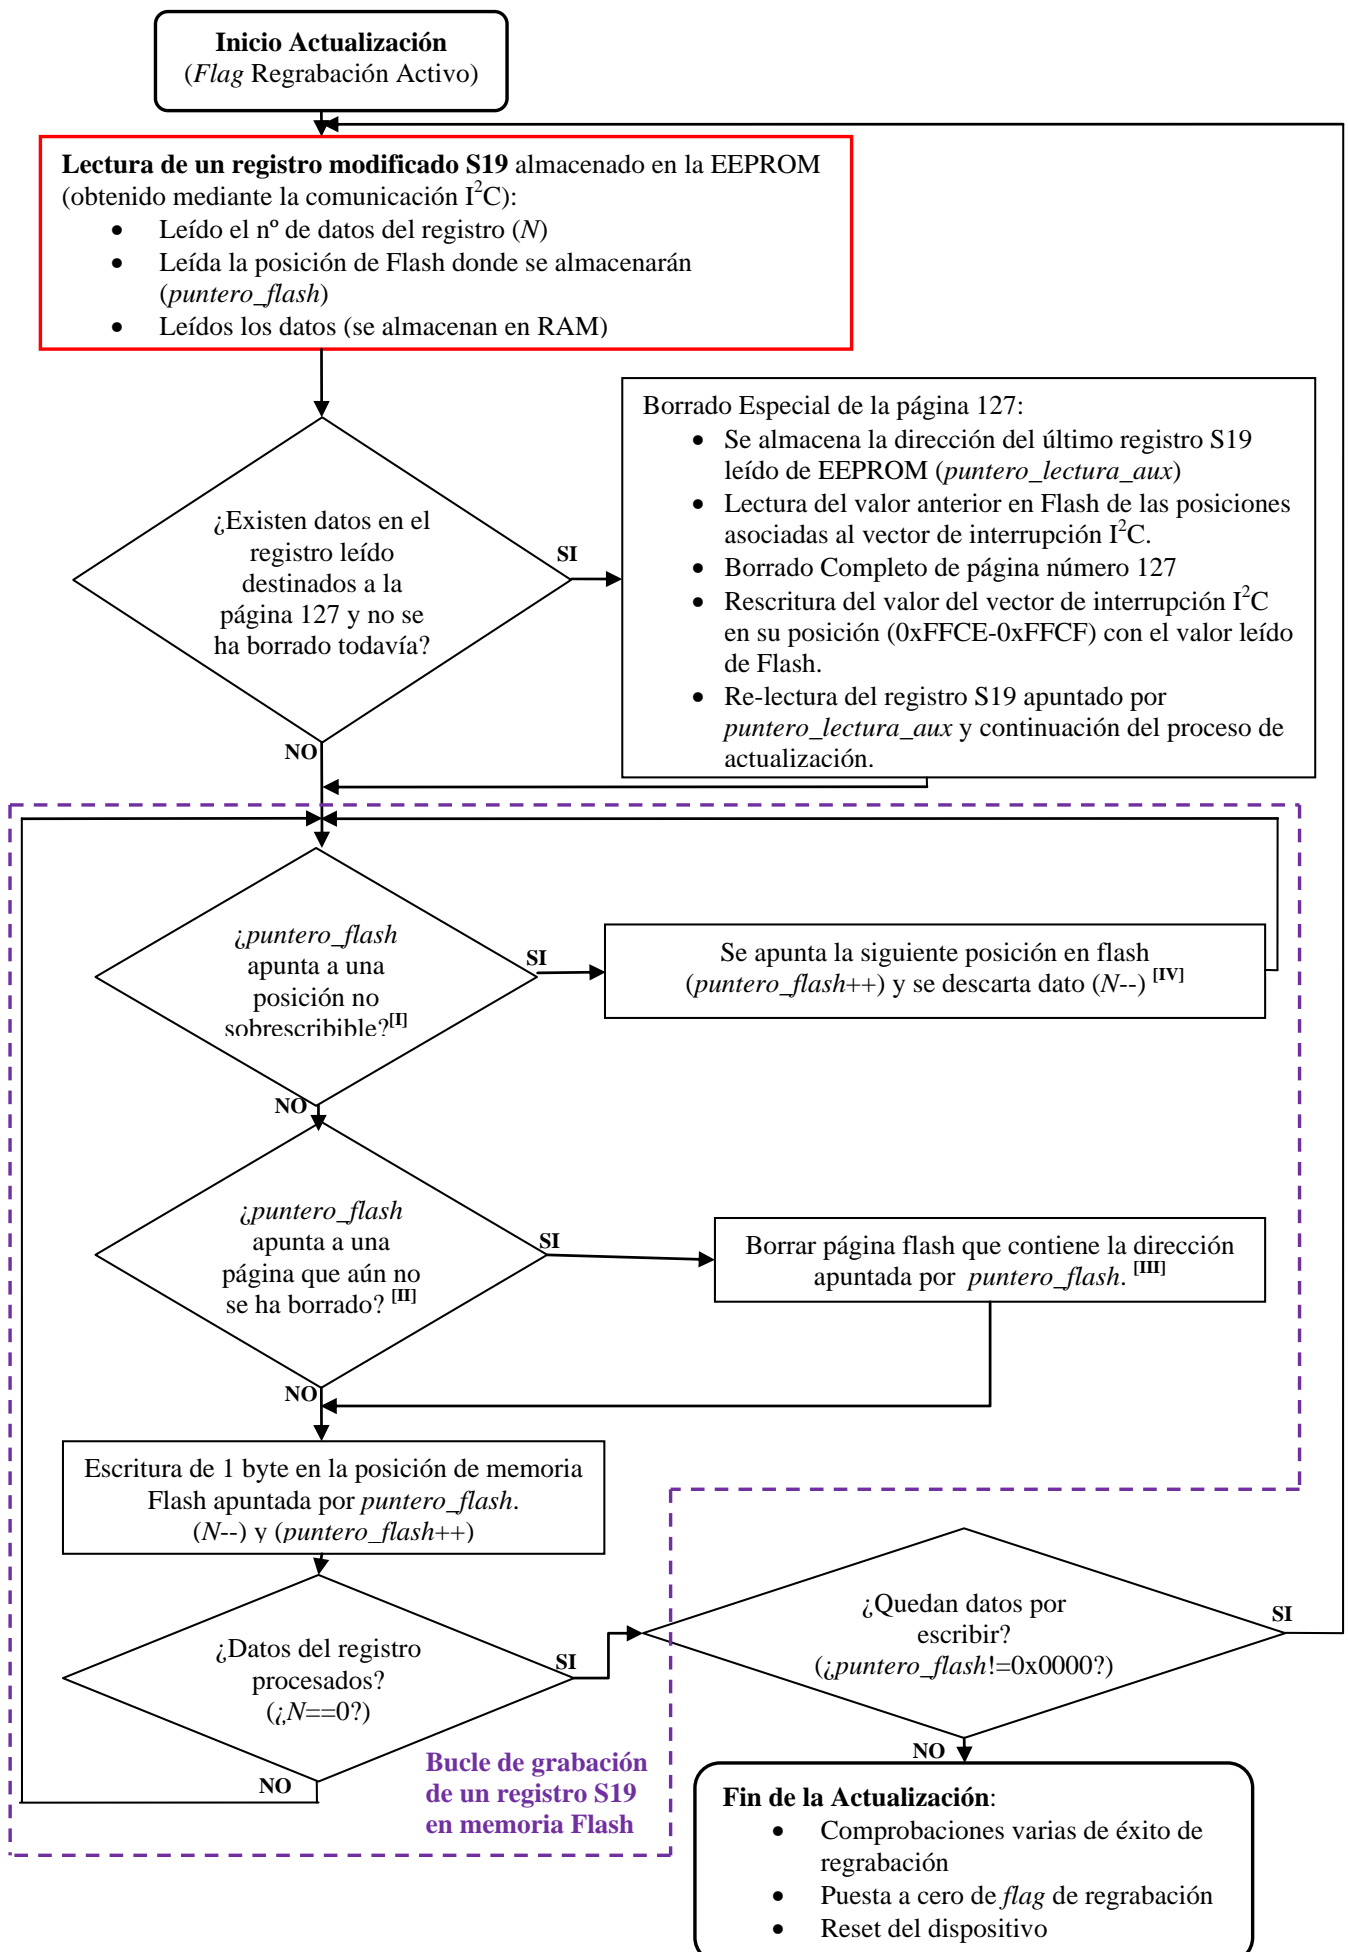 Inicio Actualización
(Flag Regrabación Activo)
Lectura de un registro modificado S19 almacenado en la EEPROM
(obtenido mediante la comunicación I²C):
• Leído el nº de datos del registro (N)
• Leída la posición de Flash donde se almacenarán
(puntero_flash)
• Leídos los datos (se almacenan en RAM)
¿Existen datos en el
registro leído
destinados a la
página 127 y no se
ha borrado todavía?
SI
NO
Borrado Especial de la página 127:
• Se almacena la dirección del último registro S19
leído de EEPROM (puntero_lectura_aux)
• Lectura del valor anterior en Flash de las posiciones
asociadas al vector de interrupción I²C.
• Borrado Completo de página número 127
• Rescritura del valor del vector de interrupción I²C
en su posición (0xFFCE-0xFFCF) con el valor leído
de Flash.
• Re-lectura del registro S19 apuntado por
puntero_lectura_aux y continuación del proceso de
actualización.
¿puntero_flash
apunta a una
posición no
sobrescribible?[I]
SI
NO
Se apunta la siguiente posición en flash
(puntero_flash++) y se descarta dato (N--) [IV]
¿puntero_flash
apunta a una
página que aún no
se ha borrado? [II]
SI
NO
Borrar página flash que contiene la dirección
apuntada por puntero_flash. [III]
Escritura de 1 byte en la posición de memoria
Flash apuntada por puntero_flash.
(N--) y (puntero_flash++)
¿Datos del registro
procesados?
(¿N==0?)
SI
NO
Bucle de grabación
de un registro S19
en memoria Flash
¿Quedan datos por
escribir?
(¿puntero_flash!=0x0000?)
SI
NO
Fin de la Actualización:
• Comprobaciones varias de éxito de
regrabación
• Puesta a cero de flag de regrabación
• Reset del dispositivo